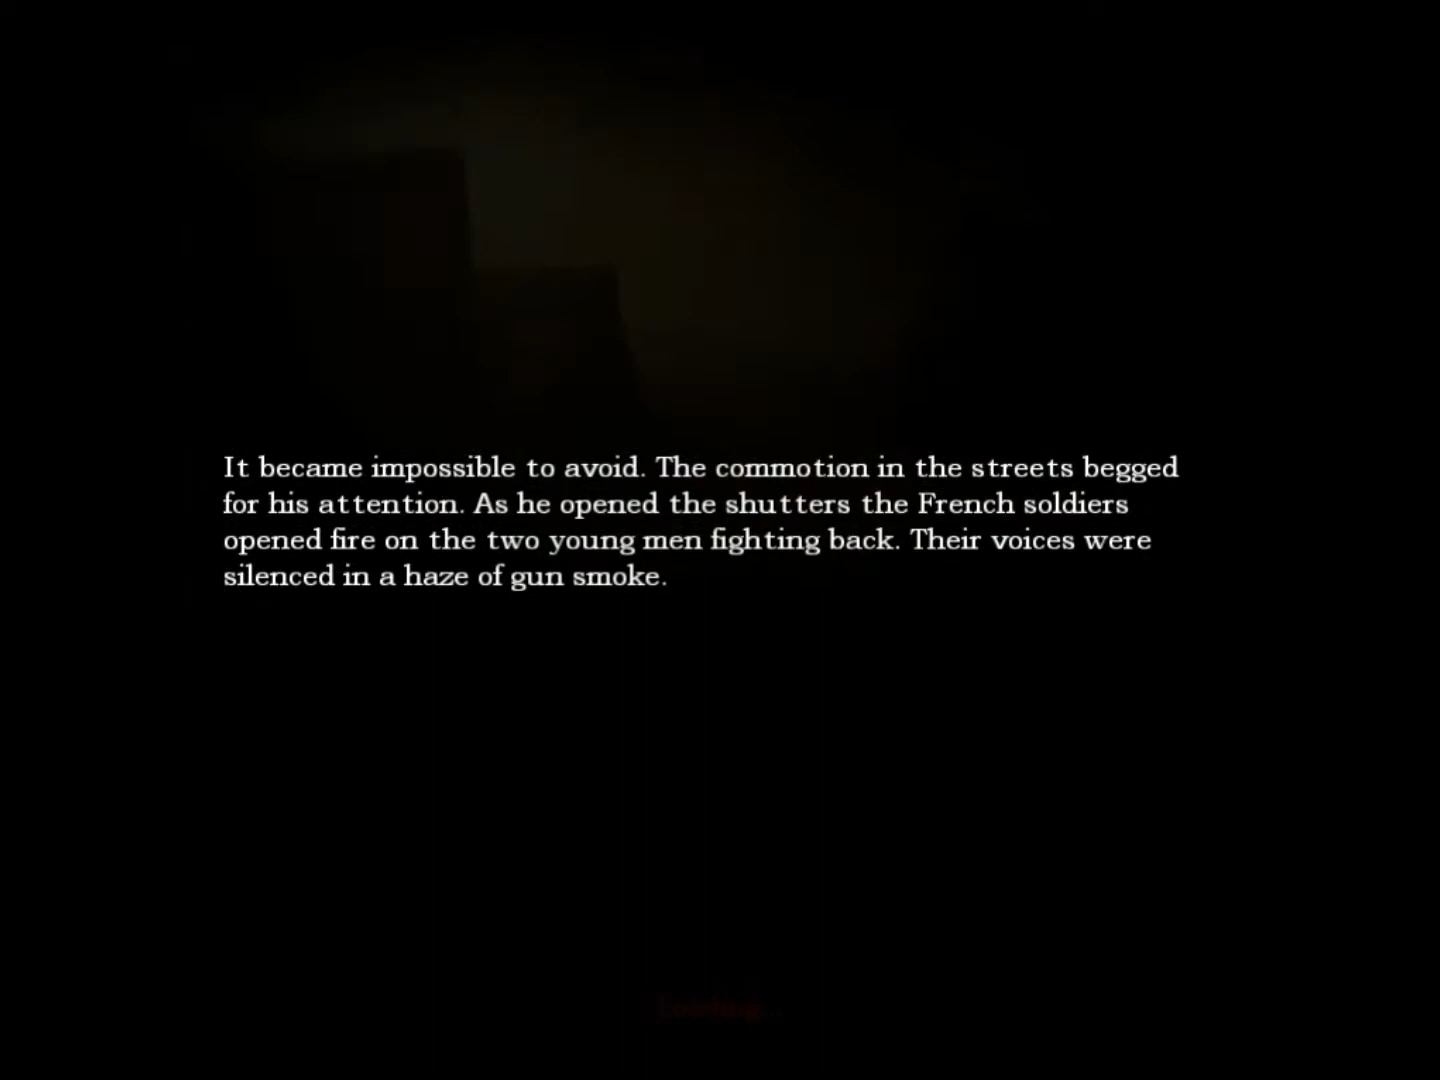 It became impossible to avoid. The commotion in the streets begged
for his attention. As he opened the shutters the French soldiers
opened fire on the two young men fighting back. Their voices were
silenced in a haze of gun smoke.
Loading...